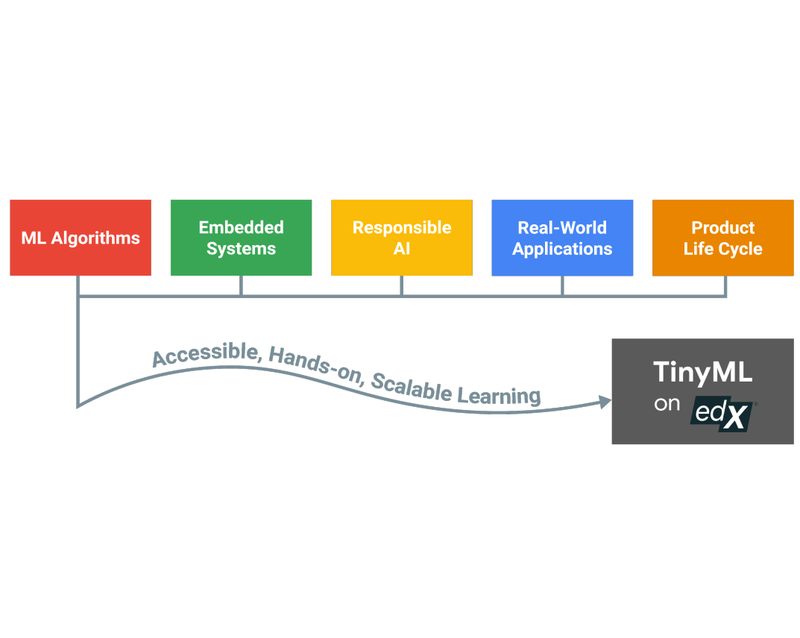 ML Algorithms
Embedded
Systems
Responsible
AI
Real-World
Applications
Product
Life Cycle
Accessible, Hands-on, Scalable Learning
TinyML
on edX